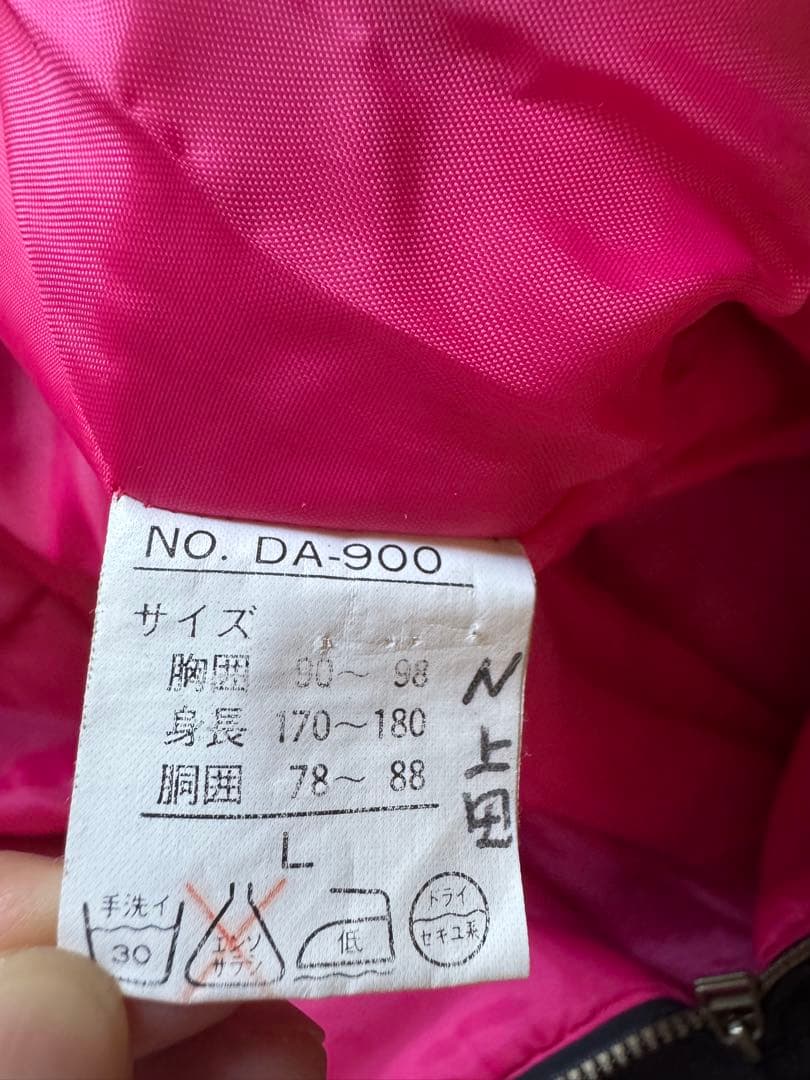 NO. DA-900
サイズ
胸囲 90～98
身長 170～180
胴囲 78～88
L
手洗イ
30
エンソ
サラシ
低
ドライ
セキユ系
田上 N